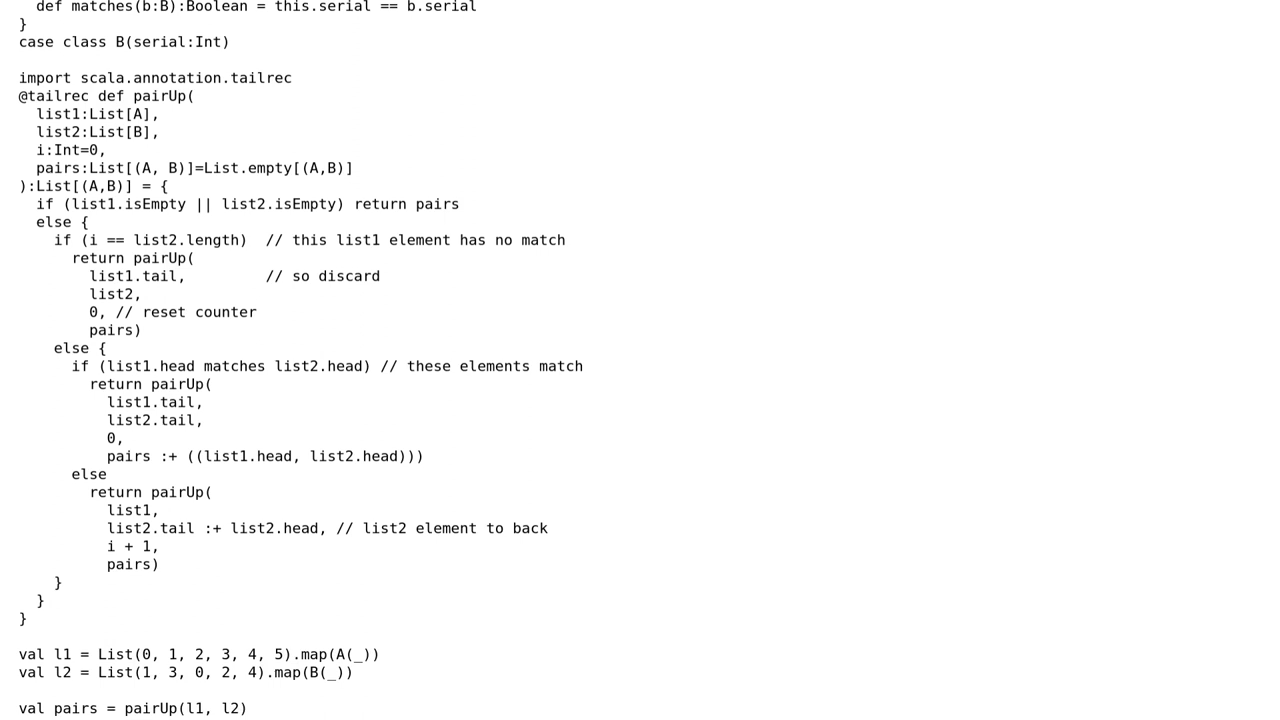 def matches(b:B):Boolean = this.serial == b.serial
}
case class B(serial:Int)

import scala.annotation.tailrec
@tailrec def pairUp(
  list1:List[A],
  list2:List[B],
  i:Int=0,
  pairs:List[(A, B)]=List.empty[(A,B)]
):List[(A,B)] = {
  if (list1.isEmpty || list2.isEmpty) return pairs
  else {
    if (i == list2.length)  // this list1 element has no match
      return pairUp(
        list1.tail,         // so discard
        list2,
        0, // reset counter
        pairs)
    else {
      if (list1.head matches list2.head) // these elements match
        return pairUp(
          list1.tail,
          list2.tail,
          0,
          pairs :+ ((list1.head, list2.head)))
      else
        return pairUp(
          list1,
          list2.tail :+ list2.head, // list2 element to back
          i + 1,
          pairs)
    }
  }
}

val l1 = List(0, 1, 2, 3, 4, 5).map(A(_))
val l2 = List(1, 3, 0, 2, 4).map(B(_))

val pairs = pairUp(l1, l2)